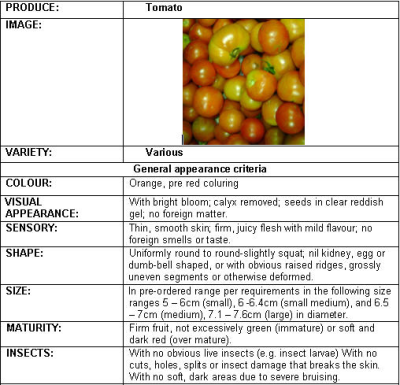 PRODUCE: Tomato
IMAGE:
VARIETY: Various
General appearance criteria
COLOUR: Orange, pre red coluring
VISUAL APPEARANCE: With bright bloom; calyx removed; seeds in clear reddish
gel; no foreign matter.
SENSORY: Thin, smooth skin; firm, juicy flesh with mild flavour; no
foreign smells or taste.
SHAPE: Uniformly round to round-slightly squat; nil kidney, egg or
dumb-bell shaped, or with obvious raised ridges, grossly
uneven segments or otherwise deformed.
SIZE: In pre-ordered range per requirements in the following size
ranges 5 – 6cm (small), 6 -6.4cm (small medium), and 6.5
– 7cm (medium), 7.1 – 7.6cm (large) in diameter.
MATURITY: Firm fruit, not excessively green (immature) or soft and
dark red (over mature).
INSECTS: With no obvious live insects (e.g. insect larvae) With no
cuts, holes, splits or insect damage that breaks the skin.
With no soft, dark areas due to severe bruising.